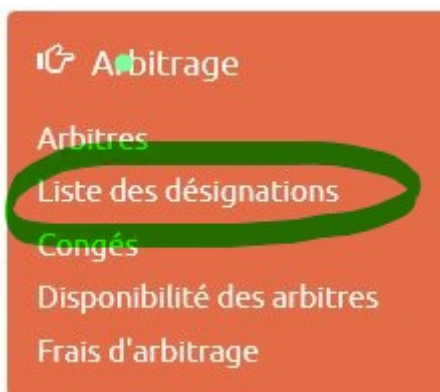 Arbitrage
Arbitres
Liste des désignations
Congés
Disponibilité des arbitres
Frais d'arbitrage